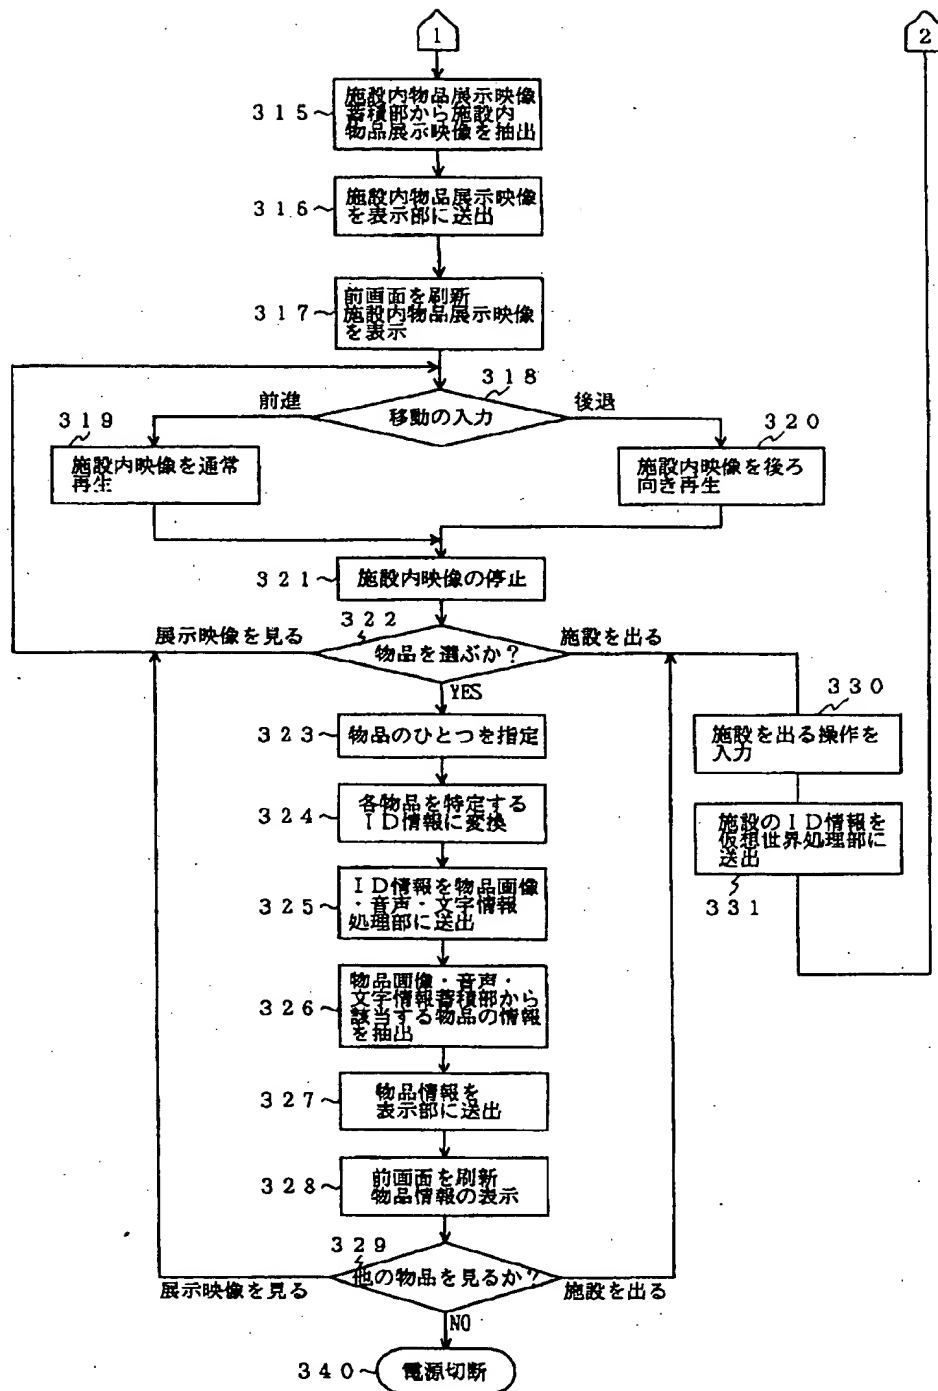 1
2
315
施設内物品展示映像
蓄積部から施設内
物品展示映像を抽出
316
施設内物品展示映像
を表示部に送出
317
前画面を刷新
施設内物品展示映像
を表示
318
移動の入力
前進
後退
319
施設内映像を通常
再生
320
施設内映像を後ろ
向き再生
321
施設内映像の停止
322
物品を選ぶか?
展示映像を見る
施設を出る
YES
323
物品のひとつを指定
330
施設を出る操作を
入力
324
各物品を特定する
ID情報に変換
331
施設のID情報を
仮想世界処理部に
送出
325
ID情報を物品画像
・音声・文字情報
処理部に送出
326
物品画像・音声・
文字情報蓄積部から
該当する物品の情報
を抽出
327
物品情報を
表示部に送出
328
前画面を刷新
物品情報の表示
329
他の物品を見るか?
展示映像を見る
施設を出る
NO
340
電源切断